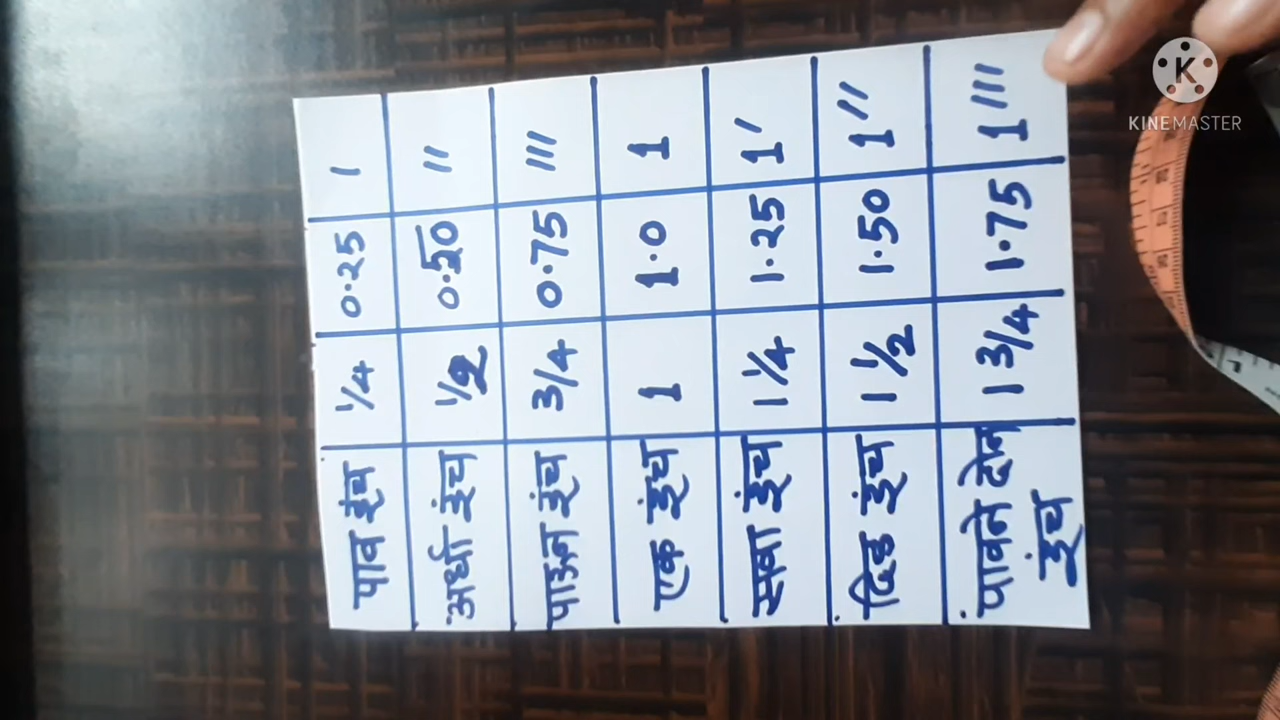 पाव इंच 1/4 0.25 ׀
अर्धा इंच 1/2 0.50 ׀׀
पाऊन इंच 3/4 0.75 ׀׀׀
एक इंच 1 1.0 1
सवा इंच 1 1/4 1.25 1׀
दिड इंच 1 1/2 1.50 1׀׀
पावने दोन इंच 1 3/4 1.75 1׀׀׀
KINEMASTER